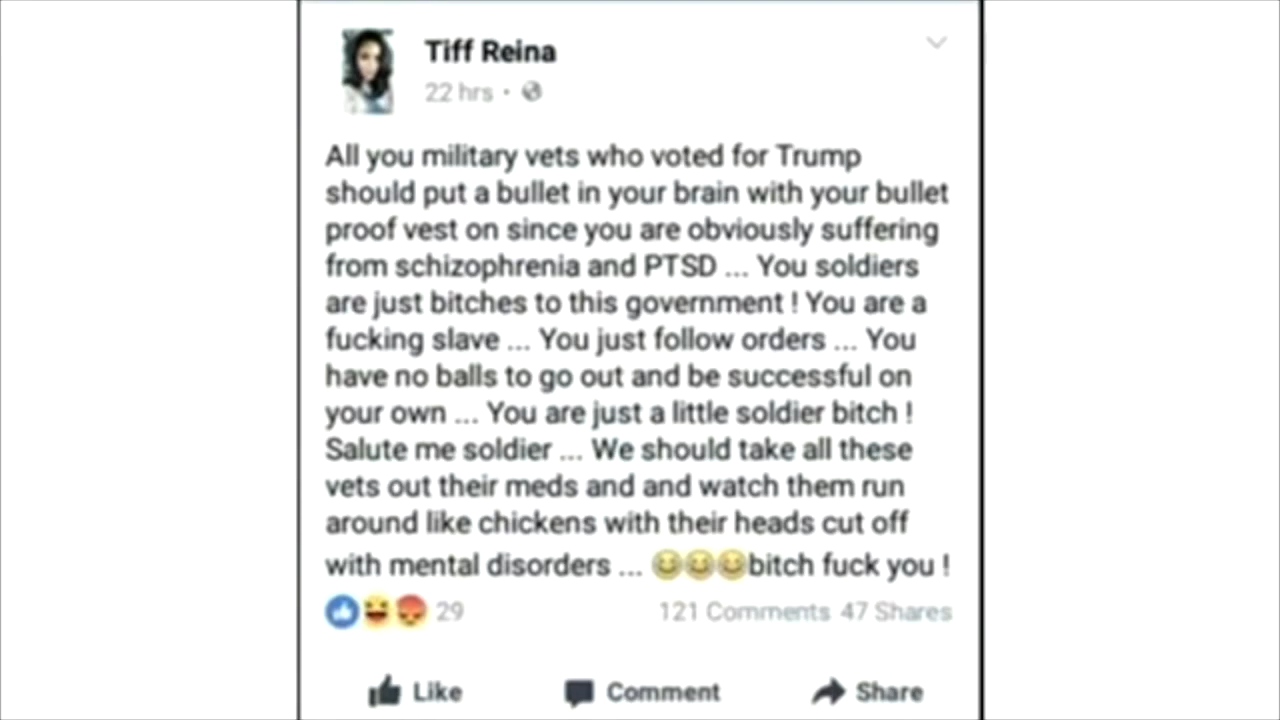 Tiff Reina
22 hrs •
All you military vets who voted for Trump
should put a bullet in your brain with your bullet
proof vest on since you are obviously suffering
from schizophrenia and PTSD ... You soldiers
are just bitches to this government ! You are a
fucking slave ... You just follow orders ... You
have no balls to go out and be successful on
your own ... You are just a little soldier bitch !
Salute me soldier ... We should take all these
vets out their meds and and watch them run
around like chickens with their heads cut off
with mental disorders ... 😂😂😂bitch fuck you !
29 121 Comments 47 Shares
Like Comment Share